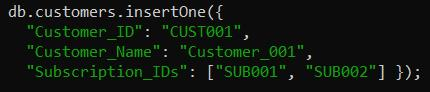 db.customers.insertOne({
  "Customer_ID": "CUST001",
  "Customer_Name": "Customer_001",
  "Subscription_IDs": ["SUB001", "SUB002"] });